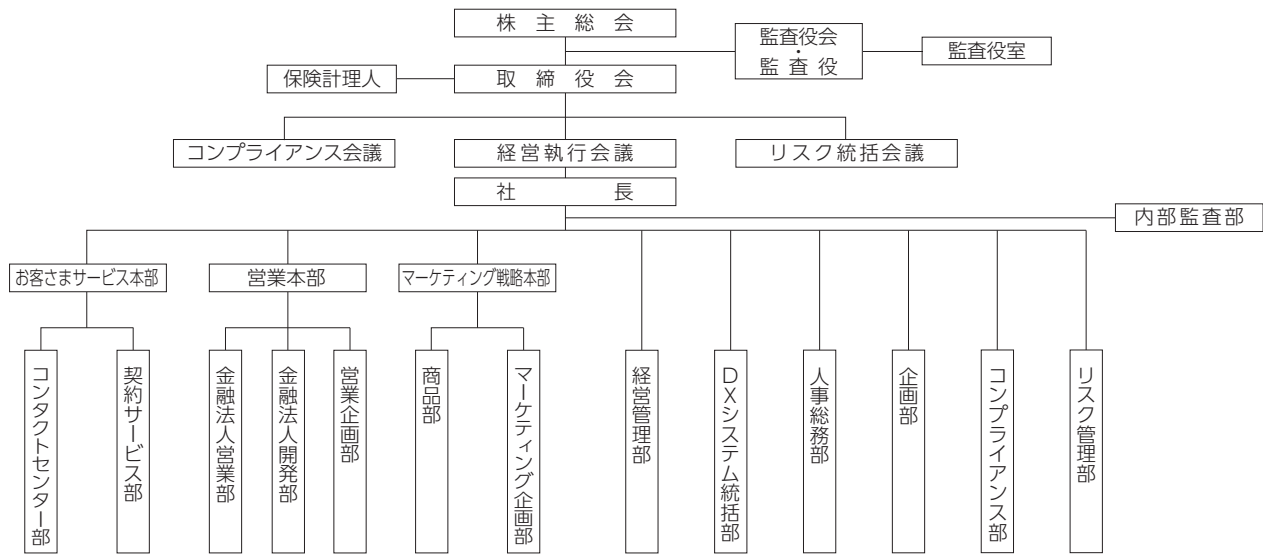 株主総会
監査役会
・
監査役
監査役室
保険計理人
取締役会
コンプライアンス会議
経営執行会議
リスク統括会議
社長
内部監査部
お客さまサービス本部
営業本部
マーケティング戦略本部
コンタクトセンター部
契約サービス部
金融法人営業部
金融法人開発部
営業企画部
商品部
マーケティング企画部
経営管理部
DXシステム統括部
人事総務部
企画部
コンプライアンス部
リスク管理部